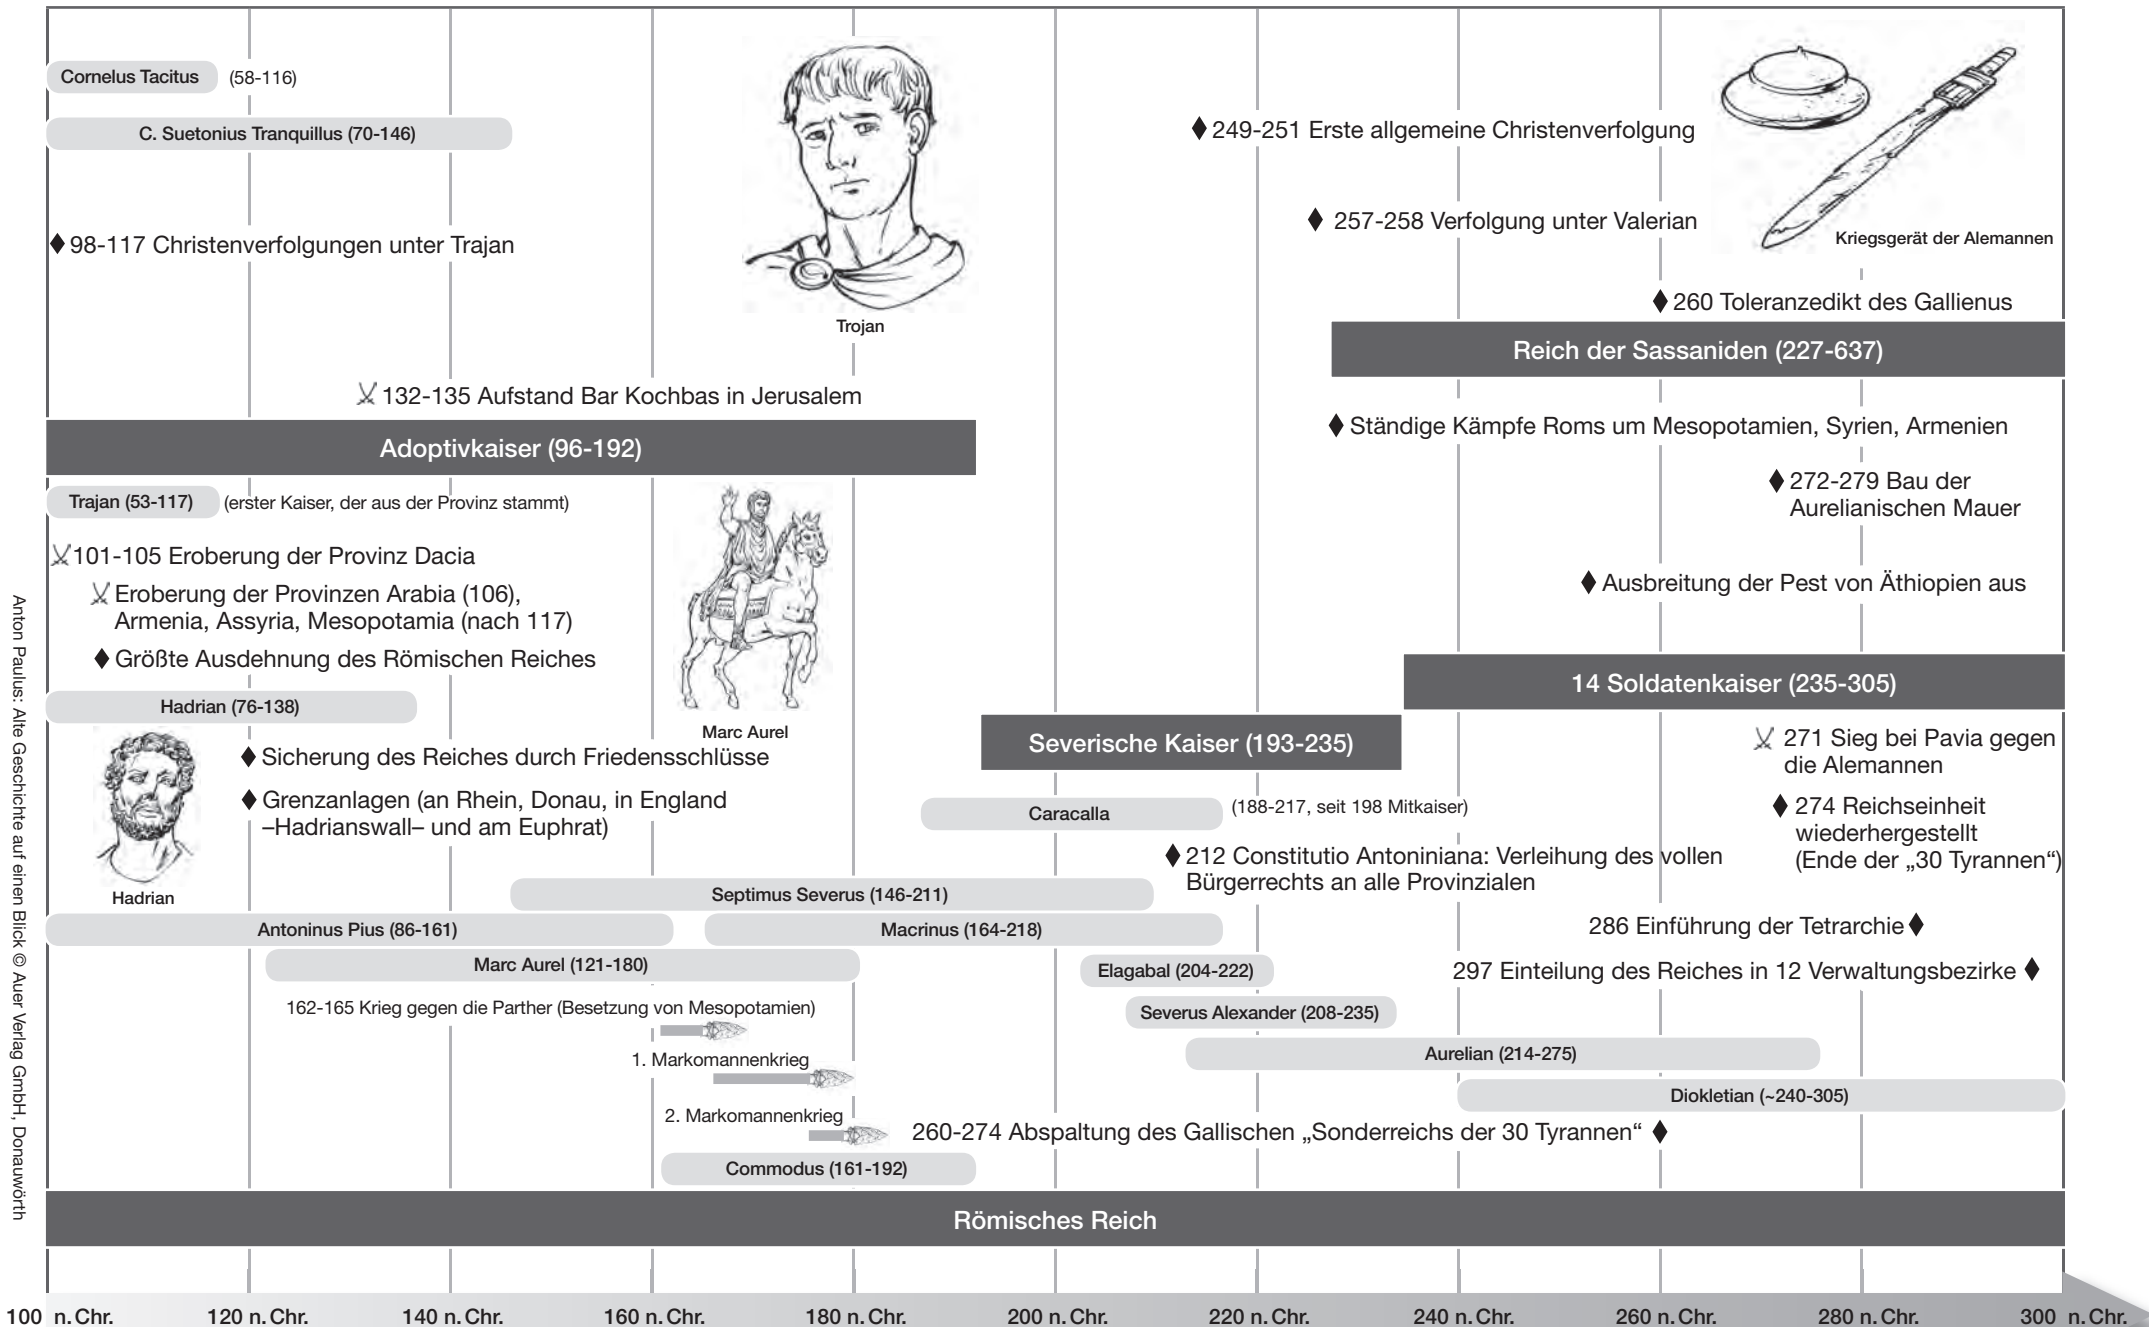 Cornelus Tacitus (58-116)
C. Suetonius Tranquillus (70-146)
98-117 Christenverfolgungen unter Trajan
Trojan
249-251 Erste allgemeine Christenverfolgung
257-258 Verfolgung unter Valerian
Kriegsgerät der Alemannen
260 Toleranzedikt des Gallienus
Reich der Sassaniden (227-637)
132-135 Aufstand Bar Kochbas in Jerusalem
Adoptivkaiser (96-192)
Ständige Kämpfe Roms um Mesopotamien, Syrien, Armenien
272-279 Bau der
Aurelianischen Mauer
Trajan (53-117) (erster Kaiser, der aus der Provinz stammt)
101-105 Eroberung der Provinz Dacia
Eroberung der Provinzen Arabia (106),
Armenia, Assyria, Mesopotamia (nach 117)
Größte Ausdehnung des Römischen Reiches
Ausbreitung der Pest von Äthiopien aus
14 Soldatenkaiser (235-305)
Hadrian (76-138)
Marc Aurel
Sicherung des Reiches durch Friedensschlüsse
Grenzanlagen (an Rhein, Donau, in England
–Hadrianswall– und am Euphrat)
Hadrian
Severische Kaiser (193-235)
271 Sieg bei Pavia gegen
die Alemannen
Caracalla (188-217, seit 198 Mitkaiser)
274 Reichseinheit
wiederhergestellt
(Ende der „30 Tyrannen“)
212 Constitutio Antoniniana: Verleihung des vollen
Bürgerrechts an alle Provinzialen
Septimus Severus (146-211)
Antoninus Pius (86-161)
Macrinus (164-218)
286 Einführung der Tetrarchie
Marc Aurel (121-180)
Elagabal (204-222)
297 Einteilung des Reiches in 12 Verwaltungsbezirke
162-165 Krieg gegen die Parther (Besetzung von Mesopotamien)
Severus Alexander (208-235)
1. Markomannenkrieg
Aurelian (214-275)
Diokletian (~240-305)
2. Markomannenkrieg
260-274 Abspaltung des Gallischen „Sonderreichs der 30 Tyrannen“
Commodus (161-192)
Römisches Reich
100 n. Chr. 120 n. Chr. 140 n. Chr. 160 n. Chr. 180 n. Chr. 200 n. Chr. 220 n. Chr. 240 n. Chr. 260 n. Chr. 280 n. Chr. 300 n. Chr.
Anton Paulus: Alte Geschichte auf einen Blick © Auer Verlag GmbH, Donauwörth